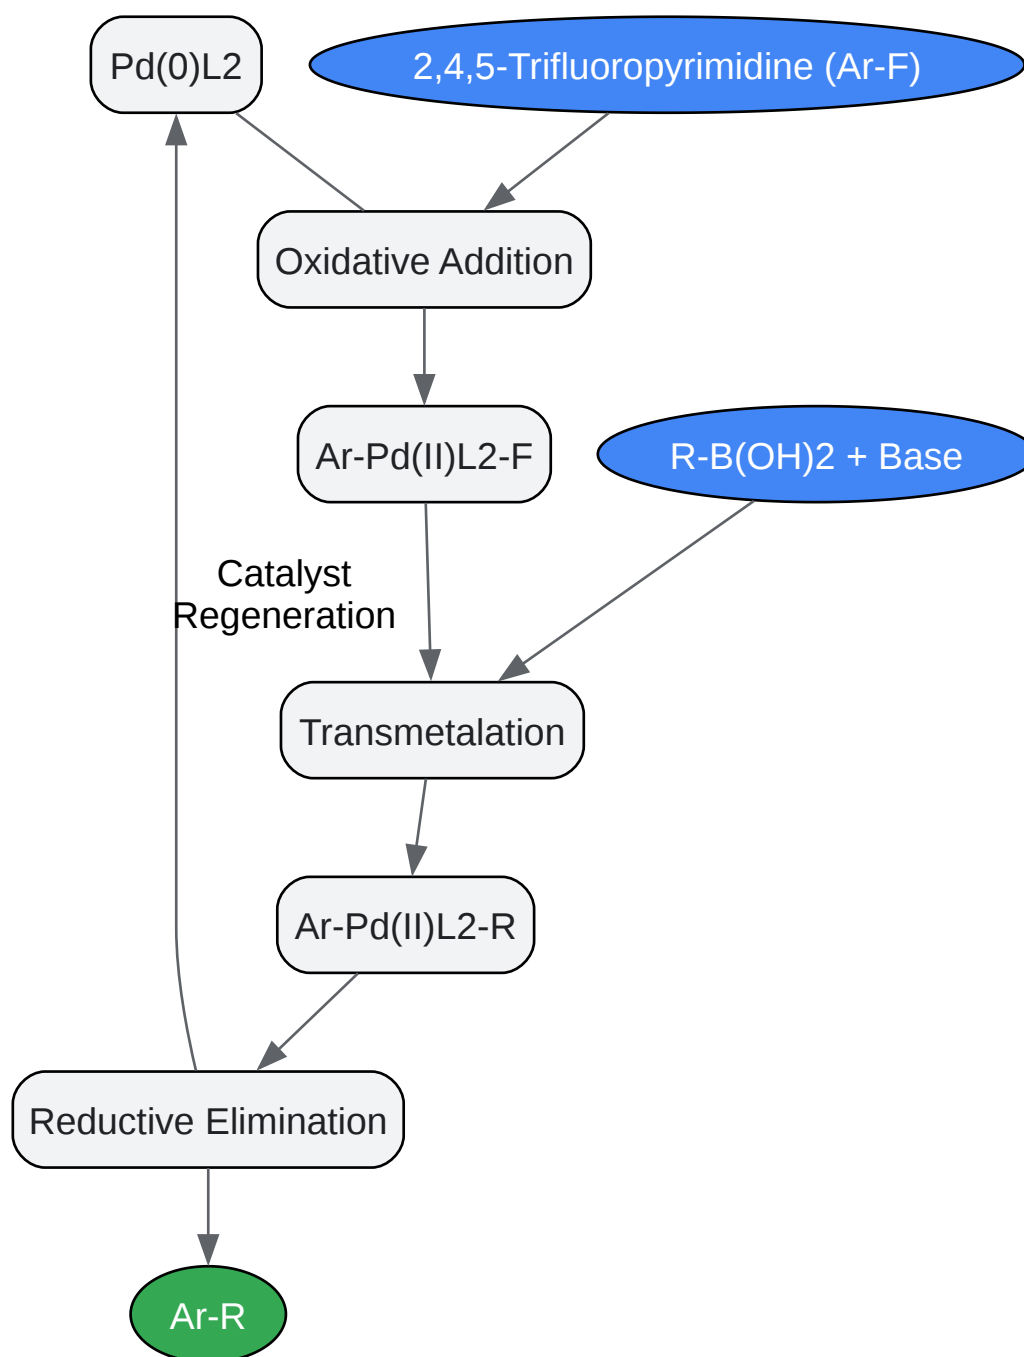 Pd(0)L2
2,4,5-Trifluoropyrimidine (Ar-F)
Oxidative Addition
Ar-Pd(II)L2-F
R-B(OH)2 + Base
Catalyst
Regeneration
Transmetalation
Ar-Pd(II)L2-R
Reductive Elimination
Ar-R